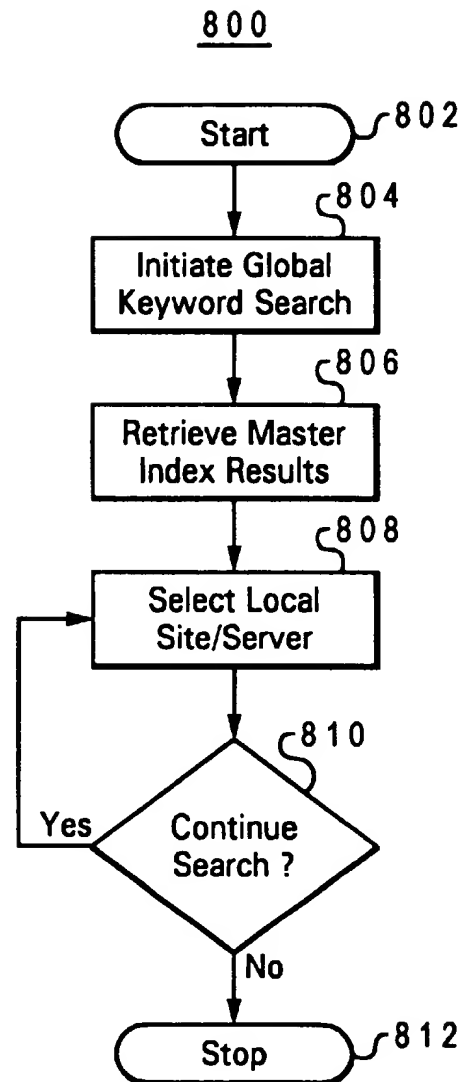 800
Start
802
804
Initiate Global
Keyword Search
806
Retrieve Master
Index Results
808
Select Local
Site/Server
810
Yes
Continue
Search ?
No
Stop
812